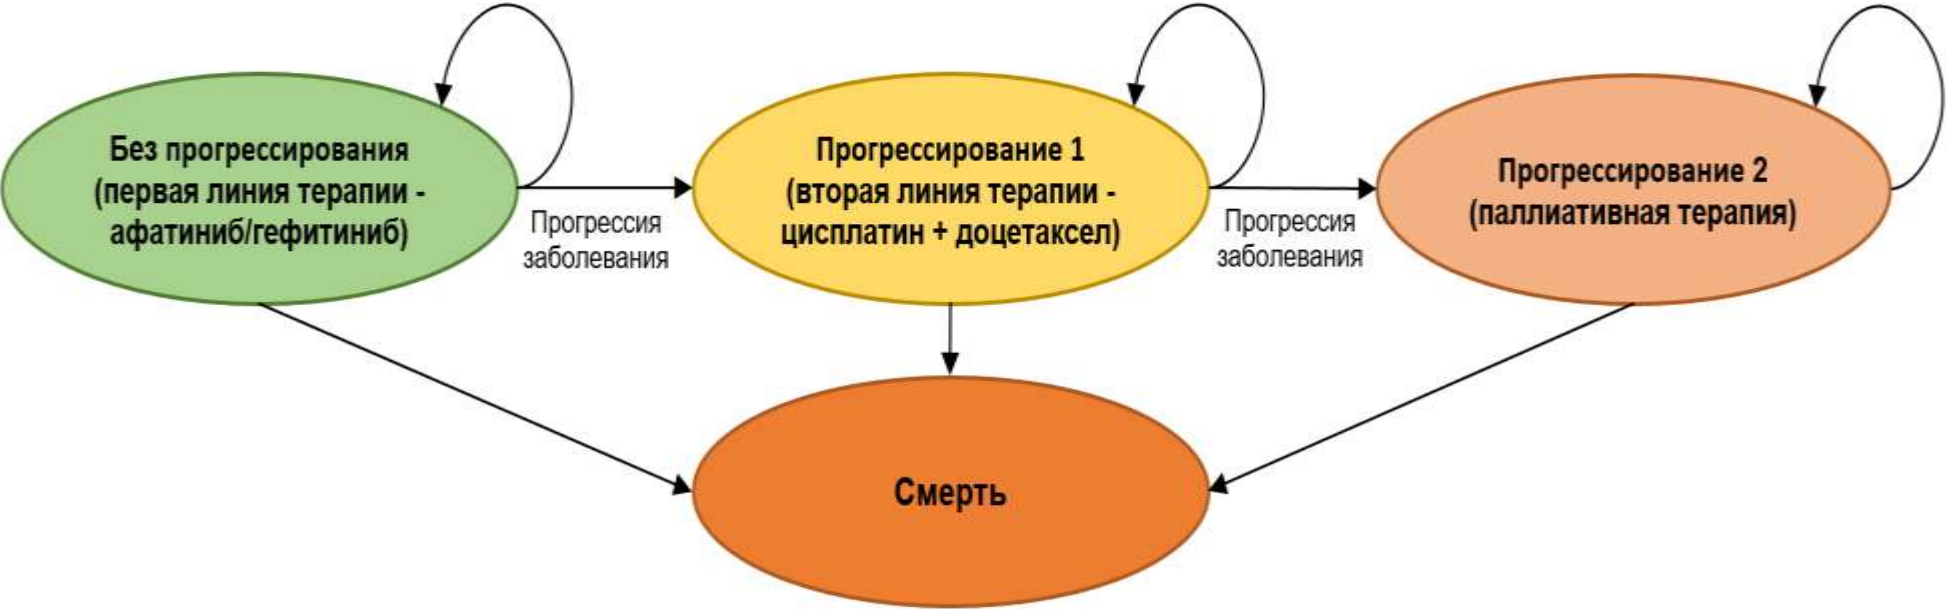 Без прогрессирования
(первая линия терапии -
афатиниб/гефитиниб)
Прогрессия
заболевания
Прогрессирование 1
(вторая линия терапии -
цисплатин + доцетаксел)
Прогрессия
заболевания
Прогрессирование 2
(паллиативная терапия)
Смерть